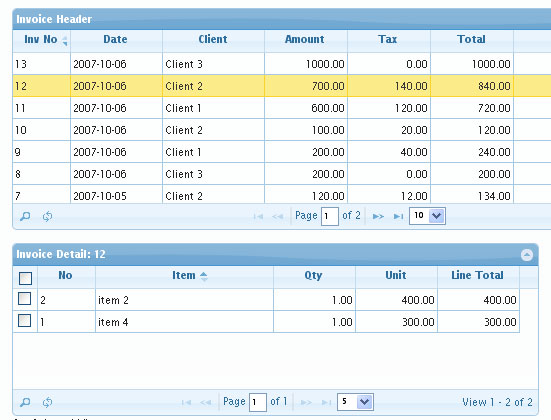 Invoice Header
Inv No Date Client Amount Tax Total
13 2007-10-06 Client 3 1000.00 0.00 1000.00
12 2007-10-06 Client 2 700.00 140.00 840.00
11 2007-10-06 Client 1 600.00 120.00 720.00
10 2007-10-06 Client 2 100.00 20.00 120.00
9 2007-10-06 Client 1 200.00 40.00 240.00
8 2007-10-06 Client 3 200.00 0.00 200.00
7 2007-10-05 Client 2 120.00 12.00 134.00
Page 1 of 2 10
Invoice Detail: 12
No Item Qty Unit Line Total
2 item 2 1.00 400.00 400.00
1 item 4 1.00 300.00 300.00
Page 1 of 1 5 View 1 - 2 of 2